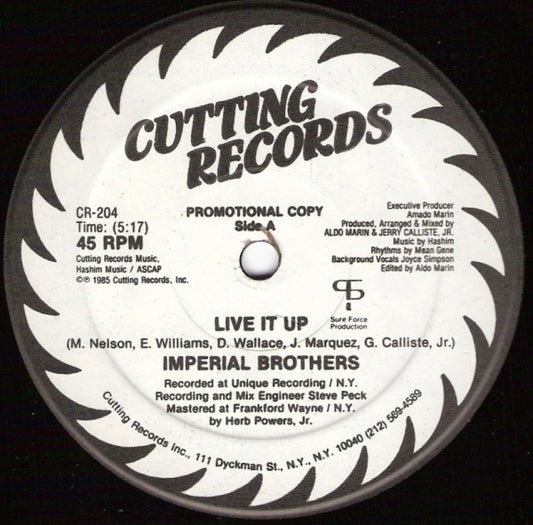 CUTTING
RECORDS
CR-204
Time: (5:17)
45 RPM
Cutting Records Music,
Hashim Music / ASCAP
©℗ 1985 Cutting Records, Inc.
PROMOTIONAL COPY
Side A
Executive Producer
Amado Marin
Produced, Arranged & Mixed by
ALDO MARIN & JERRY CALLISTE, JR.
Music by Hashim
Rhythms by Mean Gene
Background Vocals Joyce Simpson
Edited by Aldo Marin
Sure Force
Production
LIVE IT UP
(M. Nelson, E. Williams, D. Wallace, J. Marquez, G. Calliste, Jr.)
IMPERIAL BROTHERS
Recorded at Unique Recording / N.Y.
Recording and Mix Engineer Steve Peck
Mastered at Frankford Wayne / N.Y.
by Herb Powers, Jr.
Cutting Records Inc., 111 Dyckman St., N.Y., N.Y. 10040 (212) 569-4589